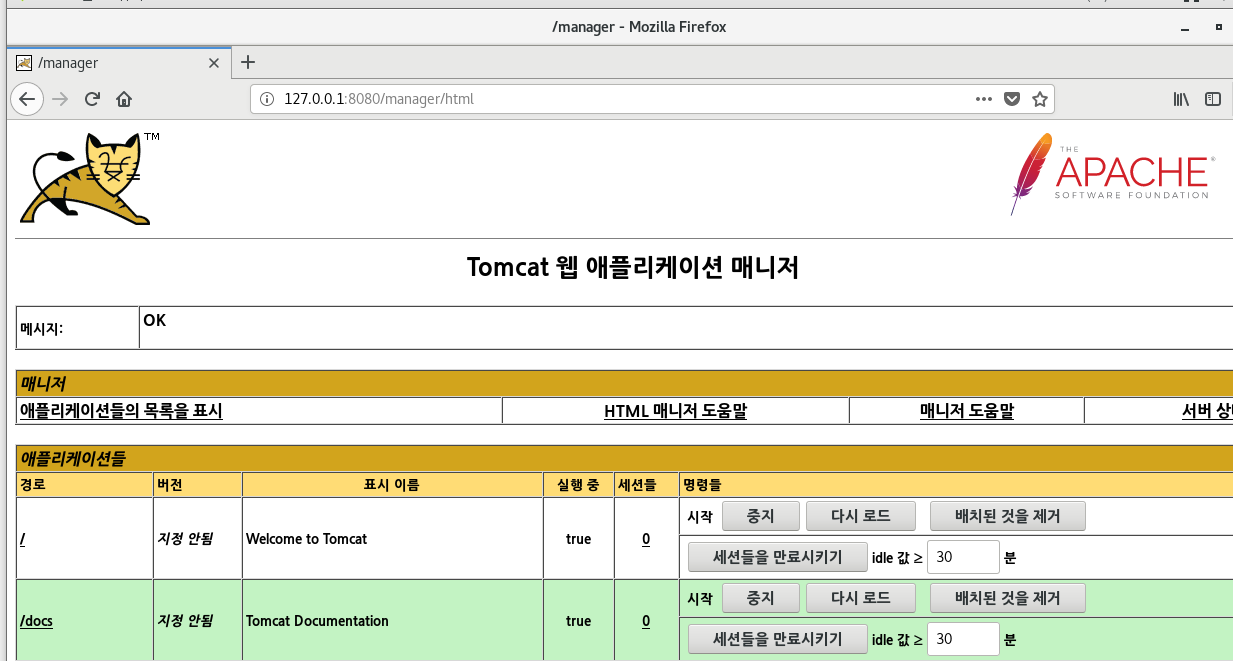 /manager - Mozilla Firefox
/manager
127.0.0.1:8080/manager/html
TM
THE
APACHE
SOFTWARE FOUNDATION
Tomcat 웹 애플리케이션 매니저
메시지: OK
매니저
애플리케이션들의 목록을 표시 HTML 매니저 도움말 매니저 도움말 서버
애플리케이션들
경로 버전 표시 이름 실행 중 세션들 명령들
/ 지정 안됨 Welcome to Tomcat true 0 시작 중지 다시 로드 배치된 것을 제거
세션들을 만료시키기 idle 값 ≥ 30 분
/docs 지정 안됨 Tomcat Documentation true 0 시작 중지 다시 로드 배치된 것을 제거
세션들을 만료시키기 idle 값 ≥ 30 분